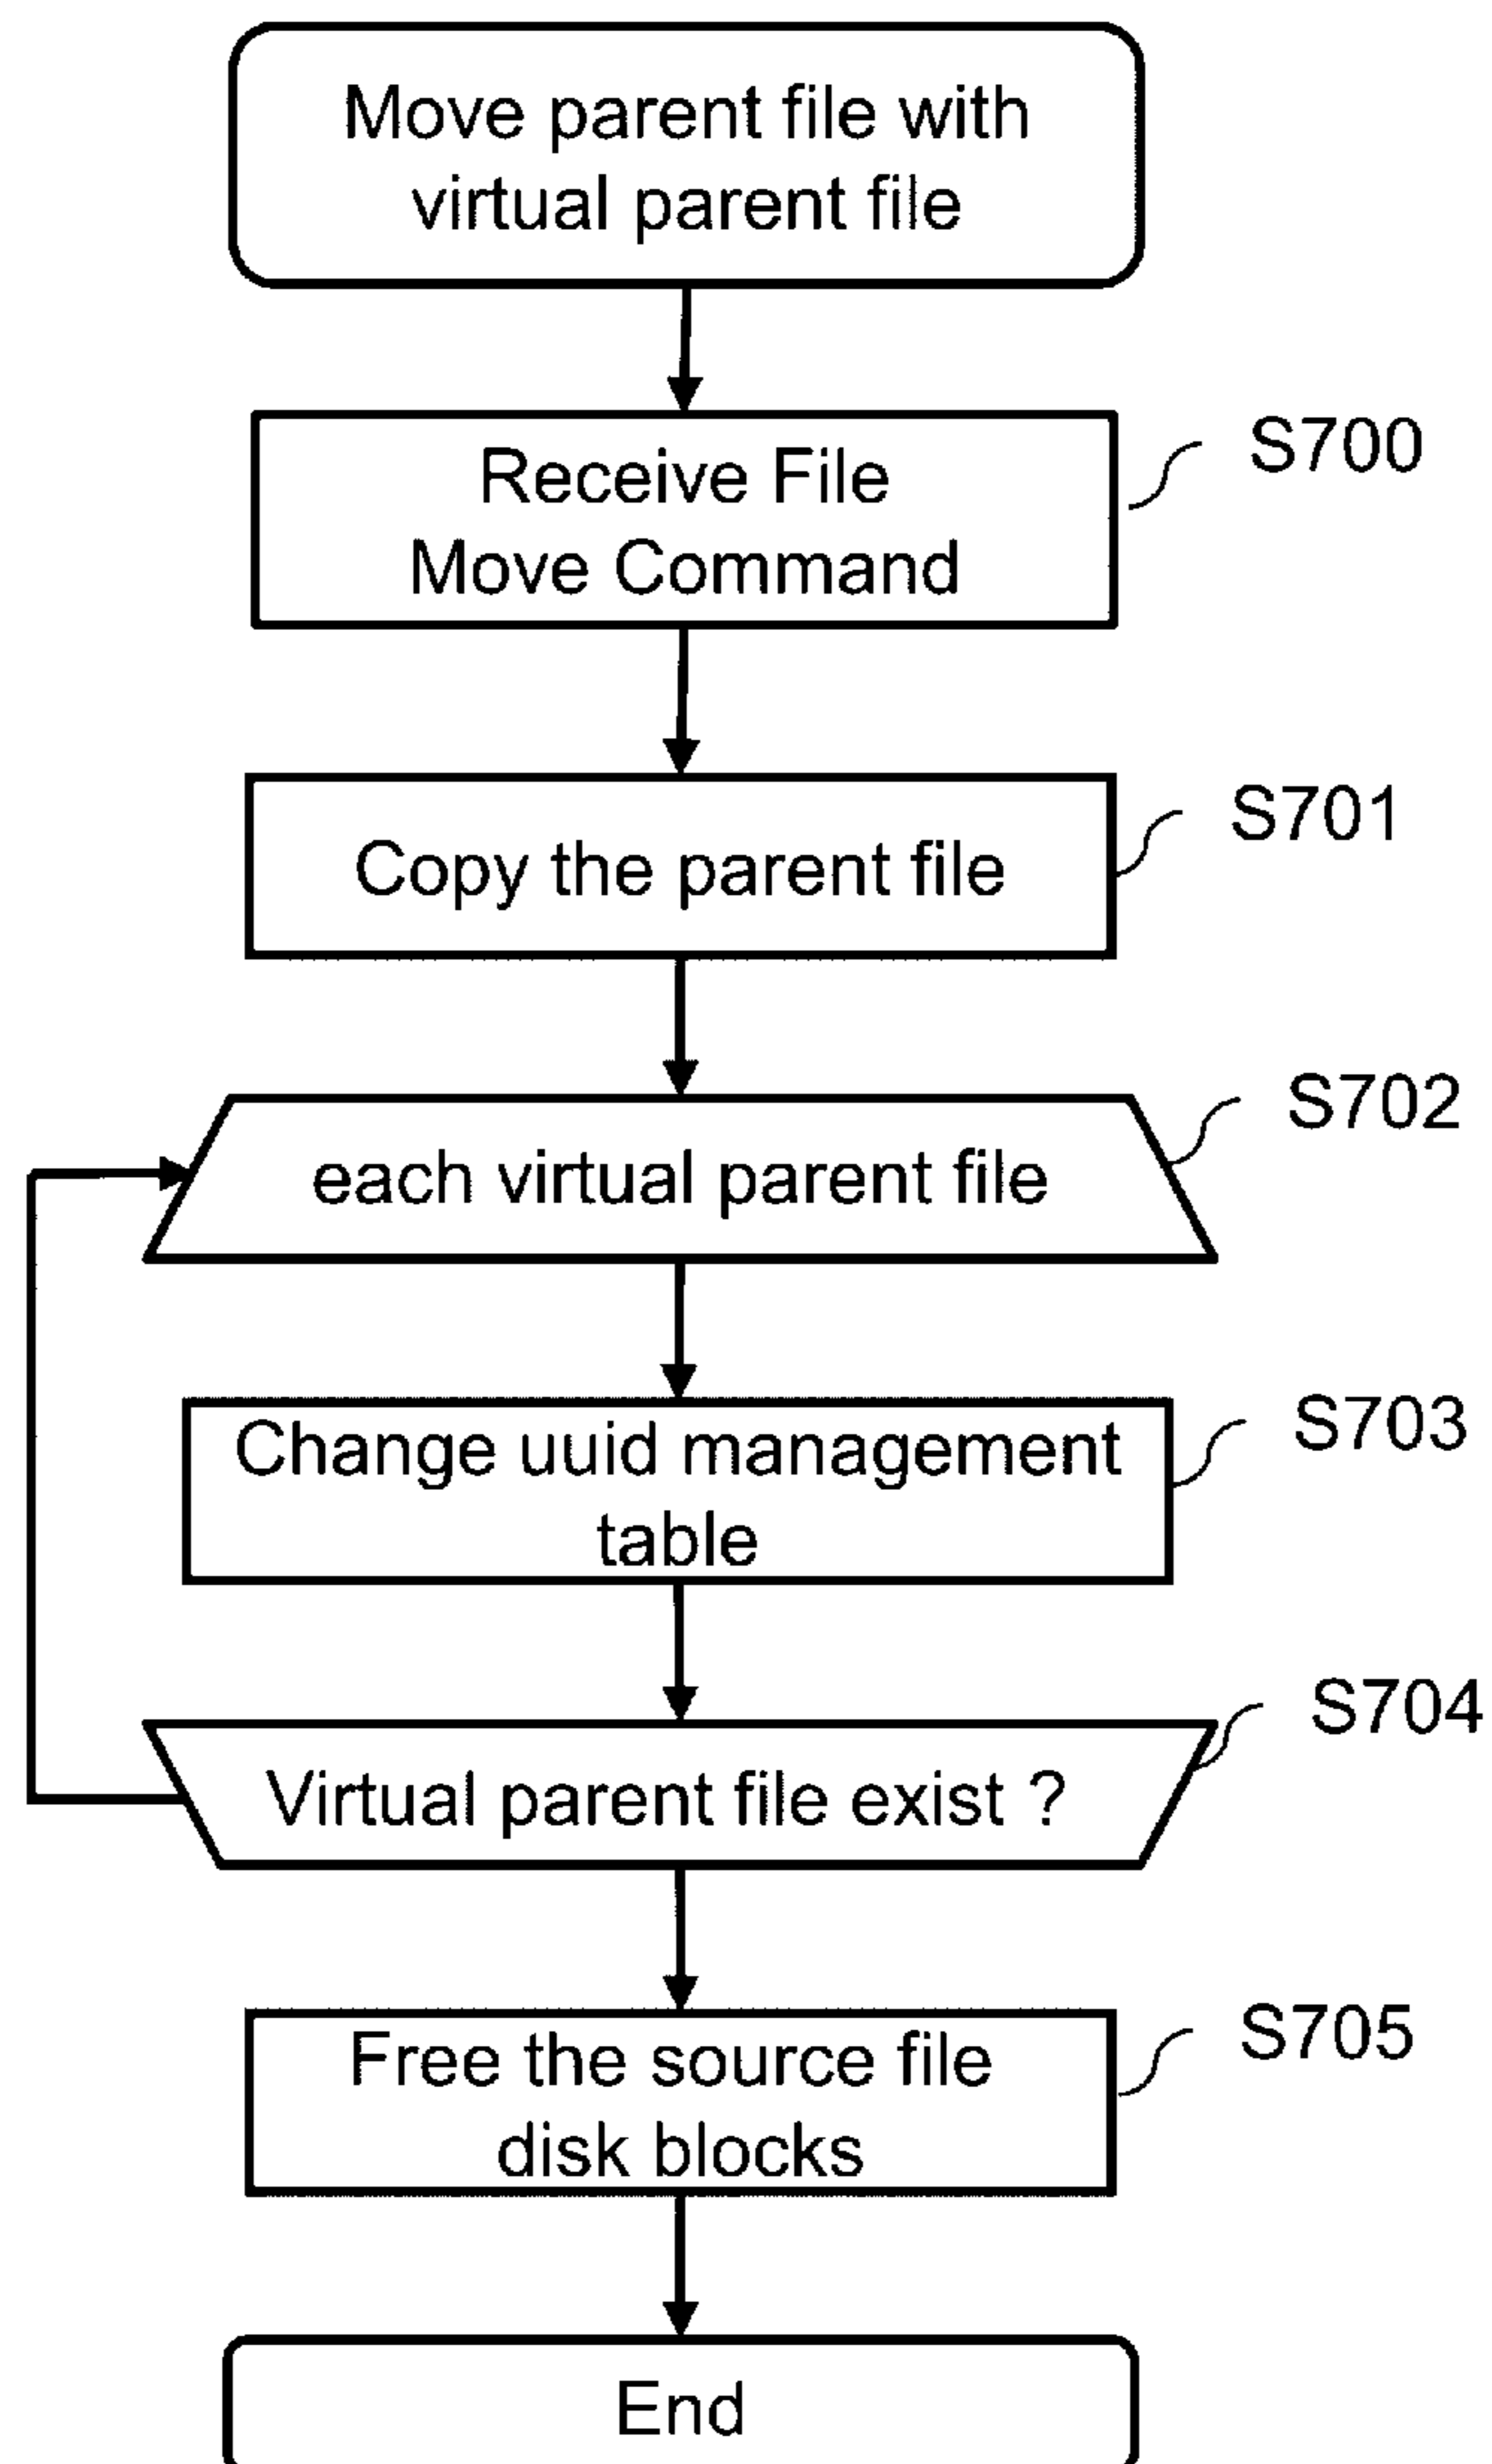 Move parent file with
virtual parent file
Receive File
Move Command
S700
Copy the parent file
S701
each virtual parent file
S702
Change uuid management
table
S703
Virtual parent file exist ?
S704
Free the source file
disk blocks
S705
End